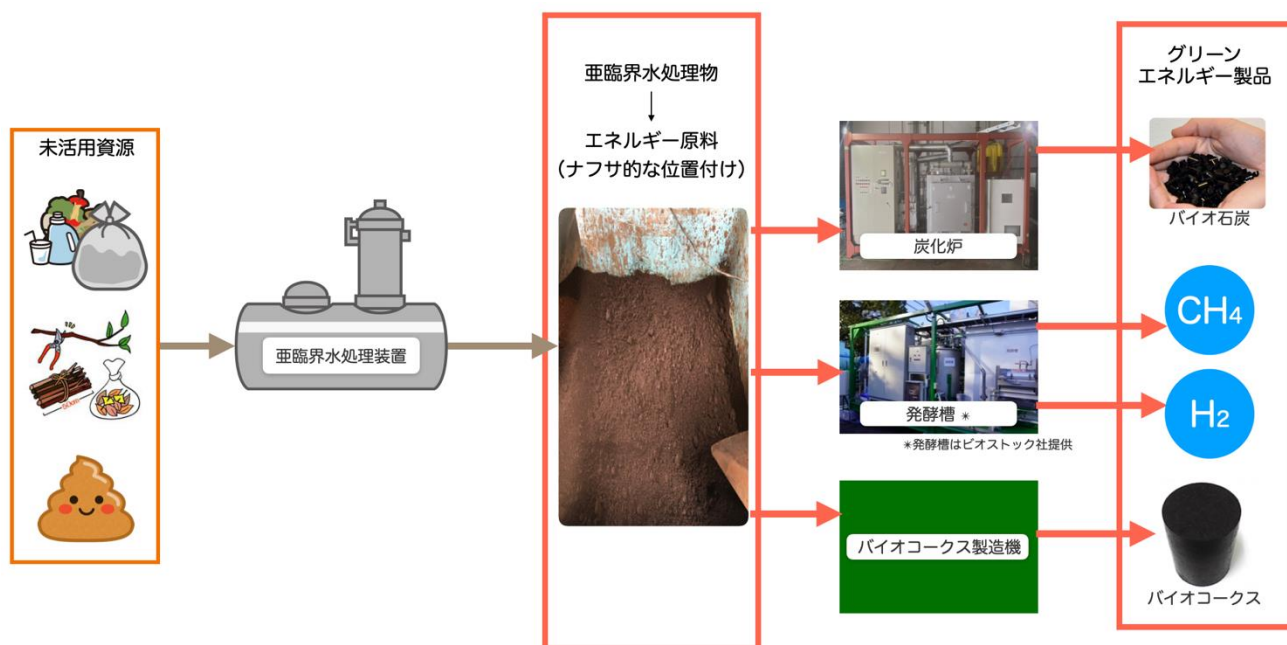 未活用資源
50cm
亜臨界水処理装置
亜臨界水処理物
エネルギー原料
(ナフサ的な位置付け)
炭化炉
発酵槽 *
*発酵槽はビオストック社提供
バイオコークス製造機
グリーン
エネルギー製品
バイオ石炭
CH4
H2
バイオコークス